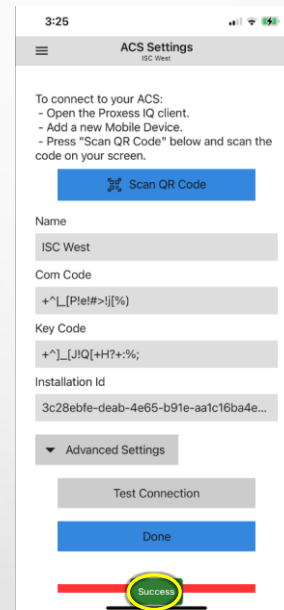 3:25
ACS Settings
ISC West
To connect to your ACS:
- Open the Proxess IQ client.
- Add a new Mobile Device.
- Press "Scan QR Code" below and scan the
code on your screen.
Scan QR Code
Name
ISC West
Com Code
+^|_[P!e!#>!j[%)
Key Code
+^]_[J!Q[+H?+:%;
Installation Id
3c28ebfe-deab-4e65-b91e-aa1c16ba4e...
Advanced Settings
Test Connection
Done
Success